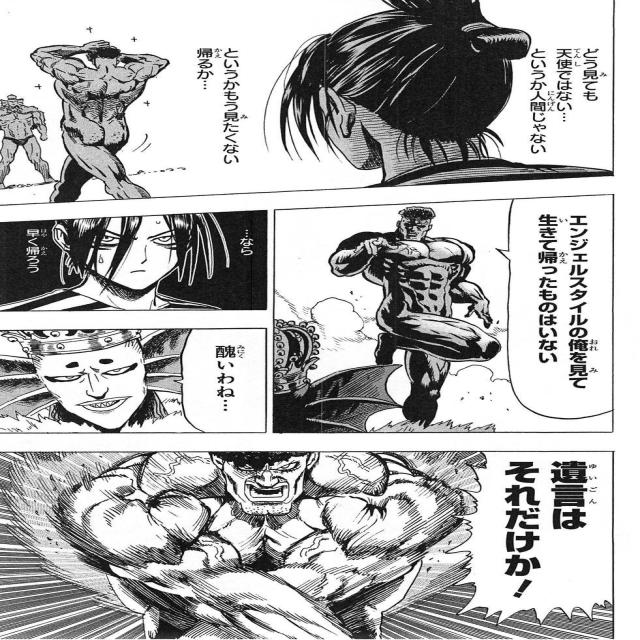 どう見ても
天使ではない…
というか人間じゃない
というかもう見たくない
帰るか…
エンジェルスタイルの俺を見て
生きて帰ったものはいない
…なら
早く帰ろう
醜いわね…
遺言は
それだけか!